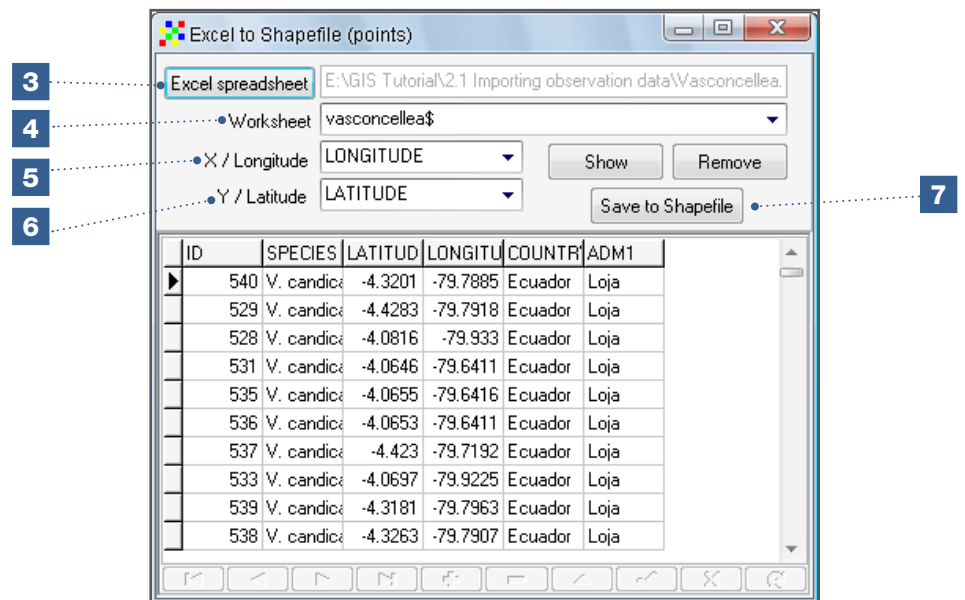 Excel to Shapefile (points)
3 Excel spreadsheet E:\GIS Tutorial\2.1 Importing observation data\Vasconcellea.
4 Worksheet vasconcellea$
5 X / Longitude LONGITUDE Show Remove
6 Y / Latitude LATITUDE Save to Shapefile 7
ID SPECIES LATITUD LONGITU COUNTR ADM1
540 V. candica -4.3201 -79.7885 Ecuador Loja
529 V. candica -4.4283 -79.7918 Ecuador Loja
528 V. candica -4.0816 -79.933 Ecuador Loja
531 V. candica -4.0646 -79.6411 Ecuador Loja
535 V. candica -4.0655 -79.6416 Ecuador Loja
536 V. candica -4.0653 -79.6411 Ecuador Loja
537 V. candica -4.423 -79.7192 Ecuador Loja
533 V. candica -4.0697 -79.9225 Ecuador Loja
539 V. candica -4.3181 -79.7963 Ecuador Loja
538 V. candica -4.3263 -79.7907 Ecuador Loja